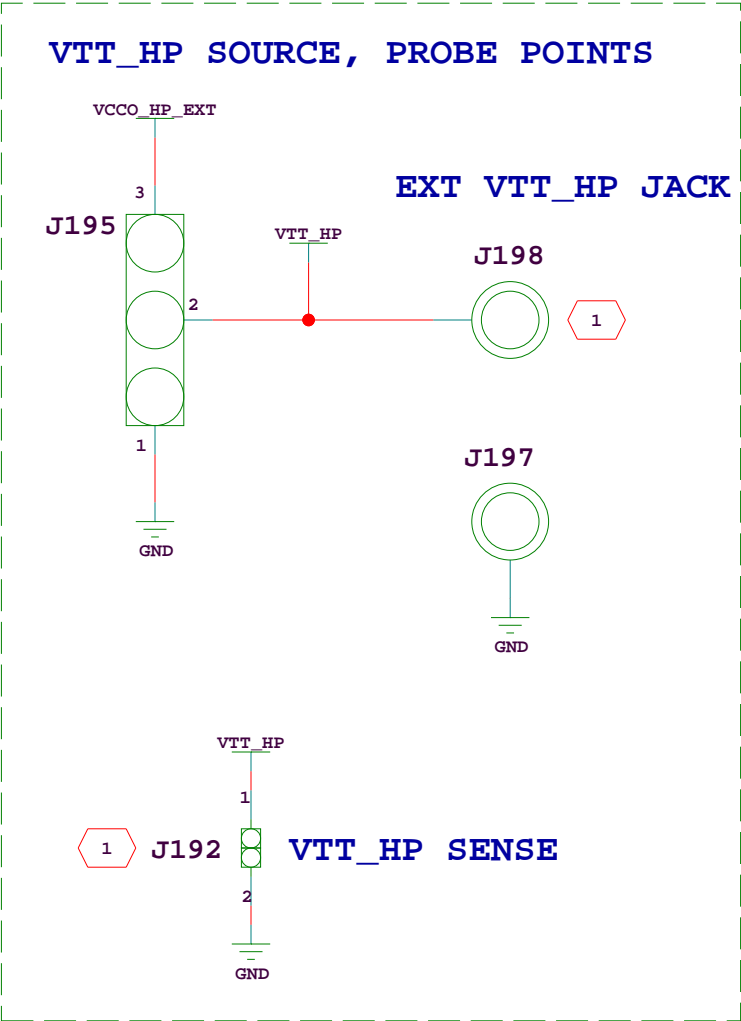 VTT_HP SOURCE, PROBE POINTS
VCCO_HP_EXT
3
EXT VTT_HP JACK
J195
VTT_HP
J198
2
1
1
J197
GND
GND
VTT_HP
1
1
J192
VTT_HP SENSE
2
GND